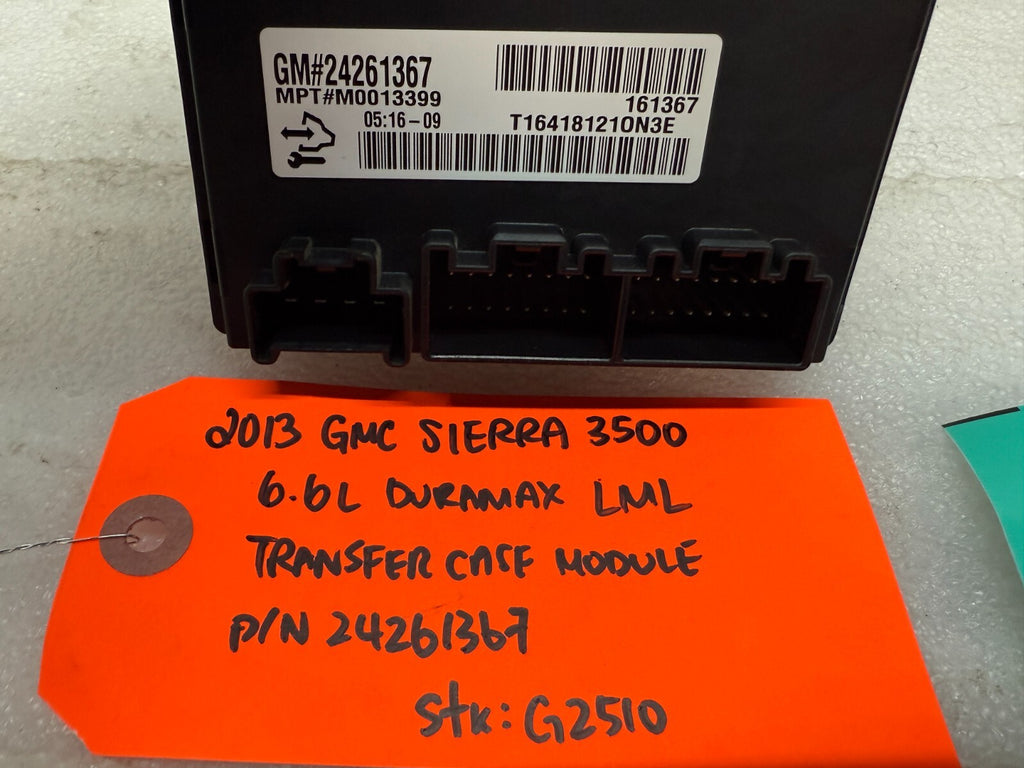 GM#24261367
MPT#M0013399
161367
05:16-09
T164181210N3E
2013 GMC SIERRA 3500
6.6L DURAMAX LML
TRANSFER CASE MODULE
P/N 24261367
Stk: G2510